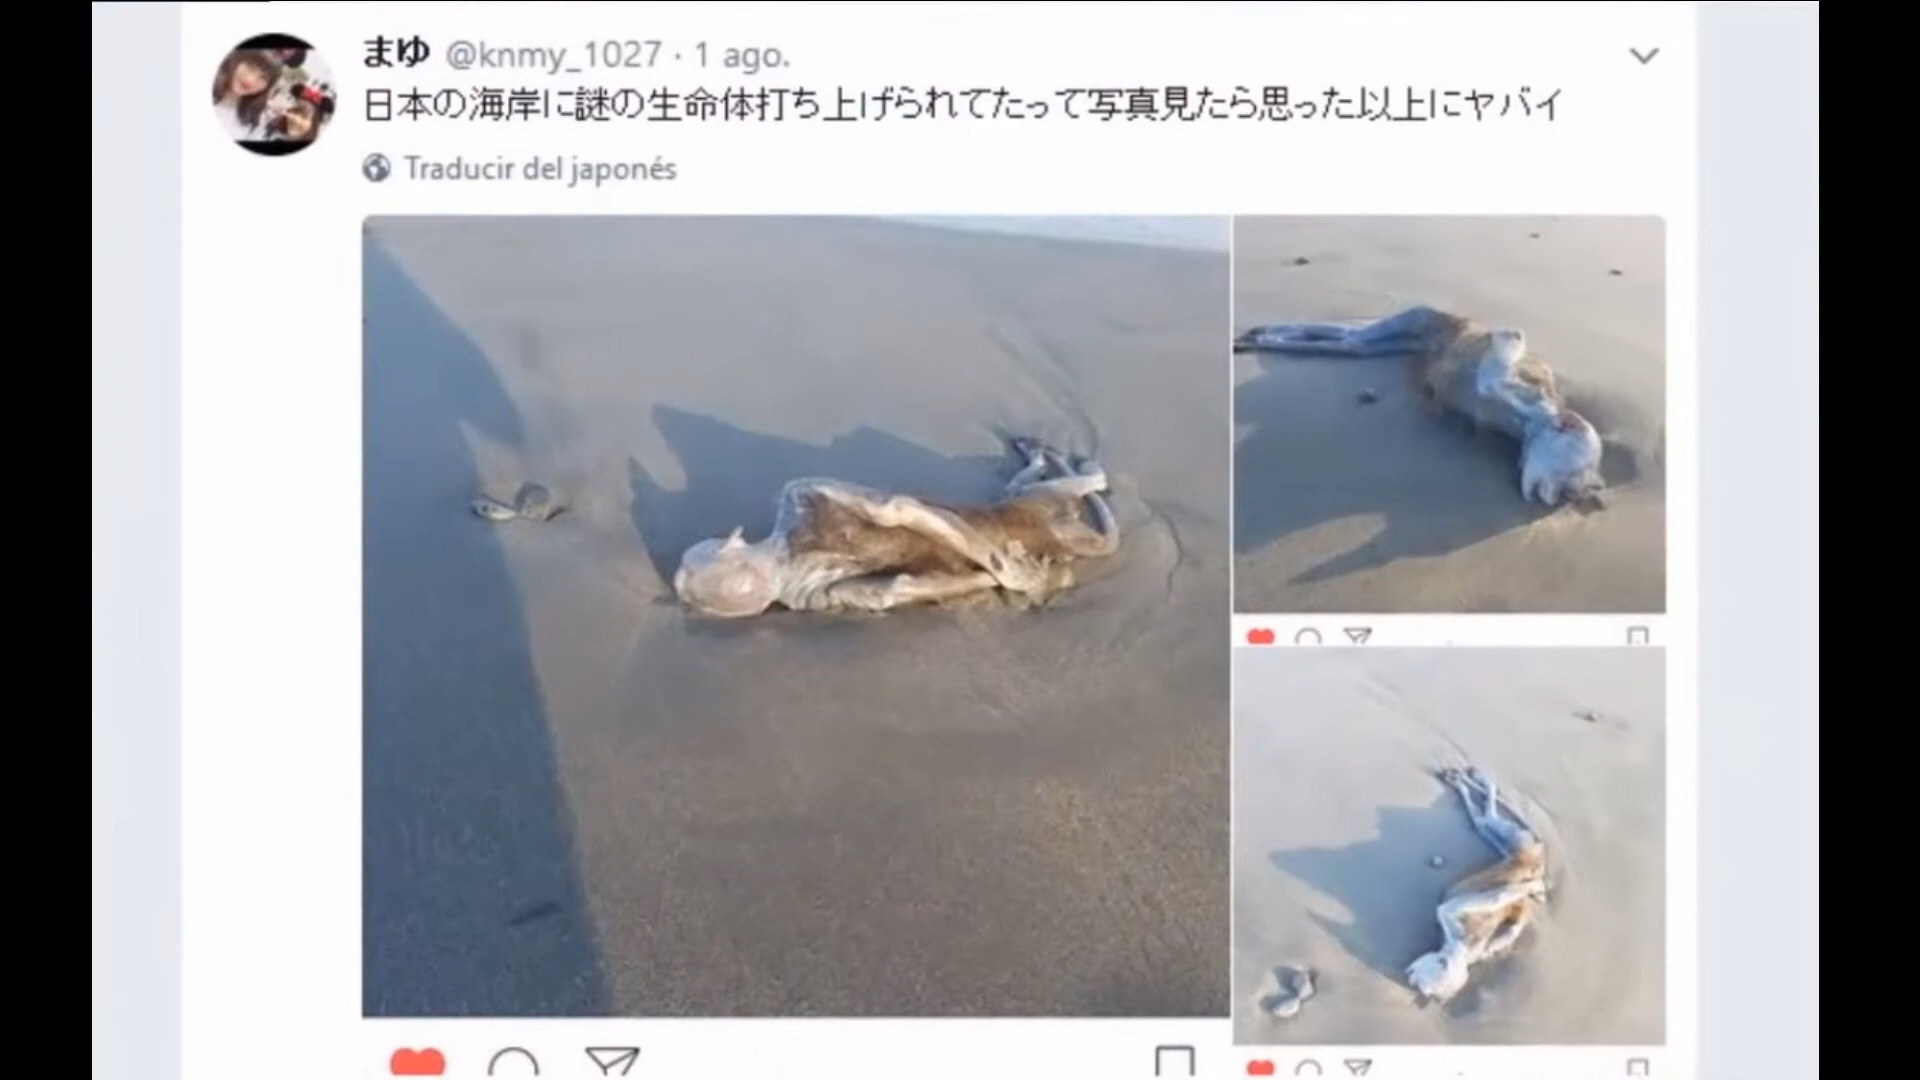 まゆ @knmy_1027 · 1 ago.
日本の海岸に謎の生命体打ち上げられてたって写真見たら思った以上にヤバイ
Traducir del japonés